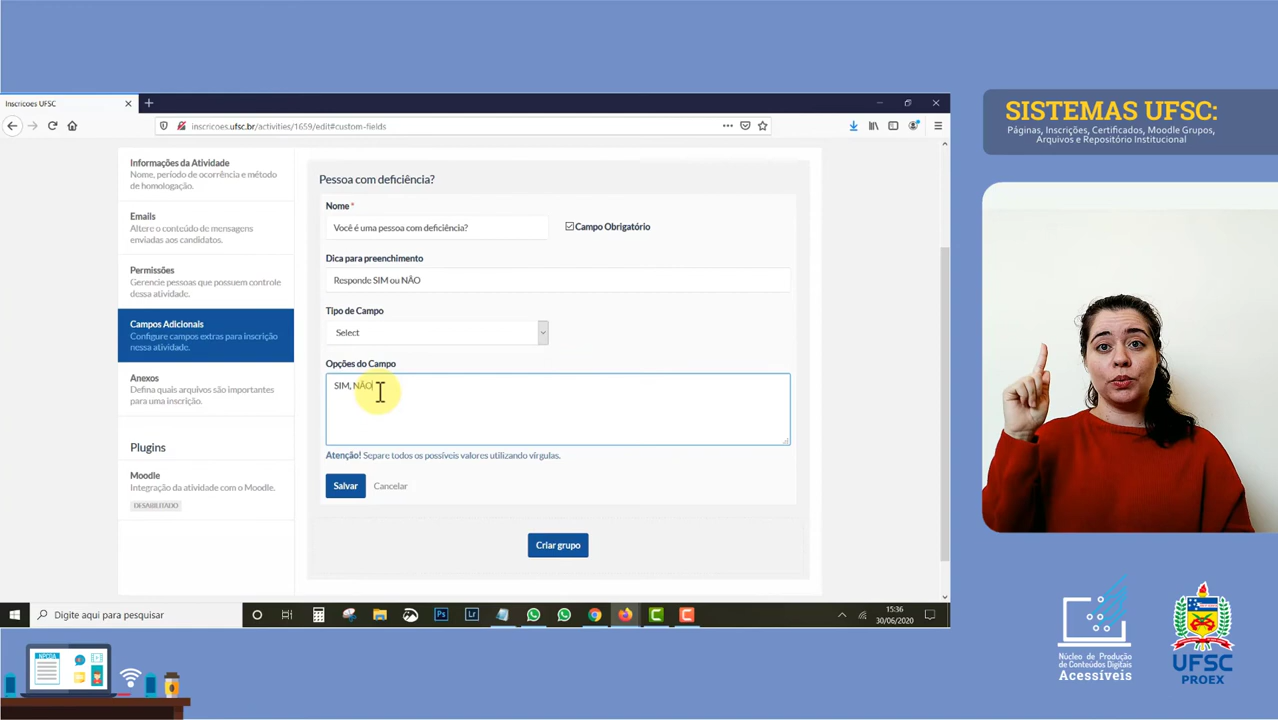 Inscricoes UFSC
inscricoes.ufsc.br/activities/1659/edit#custom-fields
SISTEMAS UFSC:
Páginas, Inscrições, Certificados, Moodle Grupos,
Arquivos e Repositório Institucional
Informações da Atividade
Nome, período de ocorrência e método
de homologação.
Emails
Altere o conteúdo de mensagens
enviadas aos candidatos.
Permissões
Gerencie pessoas que possuem controle
dessa atividade.
Campos Adicionais
Configure campos extras para inscrição
nessa atividade.
Anexos
Defina quais arquivos são importantes
para uma inscrição.
Plugins
Moodle
Integração da atividade com o Moodle.
DESABILITADO
Pessoa com deficiência?
Nome *
Você é uma pessoa com deficiência?
Campo Obrigatório
Dica para preenchimento
Responde SIM ou NÃO
Tipo de Campo
Select
Opções do Campo
SIM, NÃO
Atenção! Separe todos os possíveis valores utilizando vírgulas.
Salvar
Cancelar
Criar grupo
Digite aqui para pesquisar
Ps
Lr
15:36
30/06/2020
Núcleo de Produção
de Conteúdos Digitais
Acessíveis
UFSC
PROEX